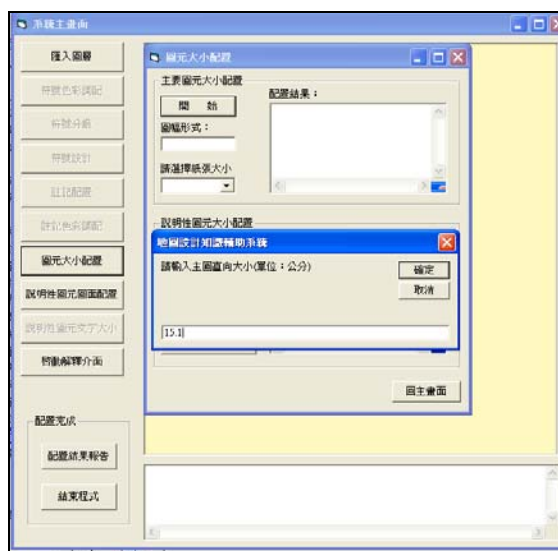 系統主畫面
匯入圖層
符號色彩調配
符號分級
符號設計
註記配置
註記色彩調配
圖元大小配置
說明性圖元圖面配置
說明性圖元文字大小
啟動解釋介面
配置完成
配置結果報告
結束程式
圖元大小配置
主要圖元大小配置
開 始
配置結果：
圖幅形式：
請選擇紙張大小
說明性圖元大小配置
地圖設計知識輔助系統
請輸入主圖直向大小(單位：公分)
確定
取消
15.1
回主畫面